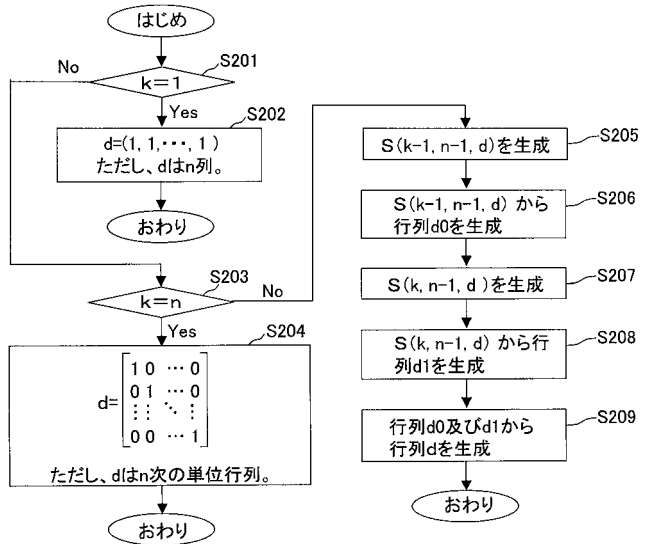 はじめ
S201
No
k=1
Yes
S202
d=(1, 1, ･･･, 1 )
ただし、dはn列。
おわり
S203
k=n
No
Yes
S204
d=
1 0 ⋯ 0
0 1 ⋯ 0
⋮ ⋮ ⋱ ⋮
0 0 ⋯ 1
ただし、dはn次の単位行列。
おわり
S205
S(k-1, n-1, d)を生成
S206
S(k-1, n-1, d) から
行列d0を生成
S207
S(k, n-1, d )を生成
S208
S(k, n-1, d) から行
列d1を生成
S209
行列d0及びd1から
行列dを生成
おわり